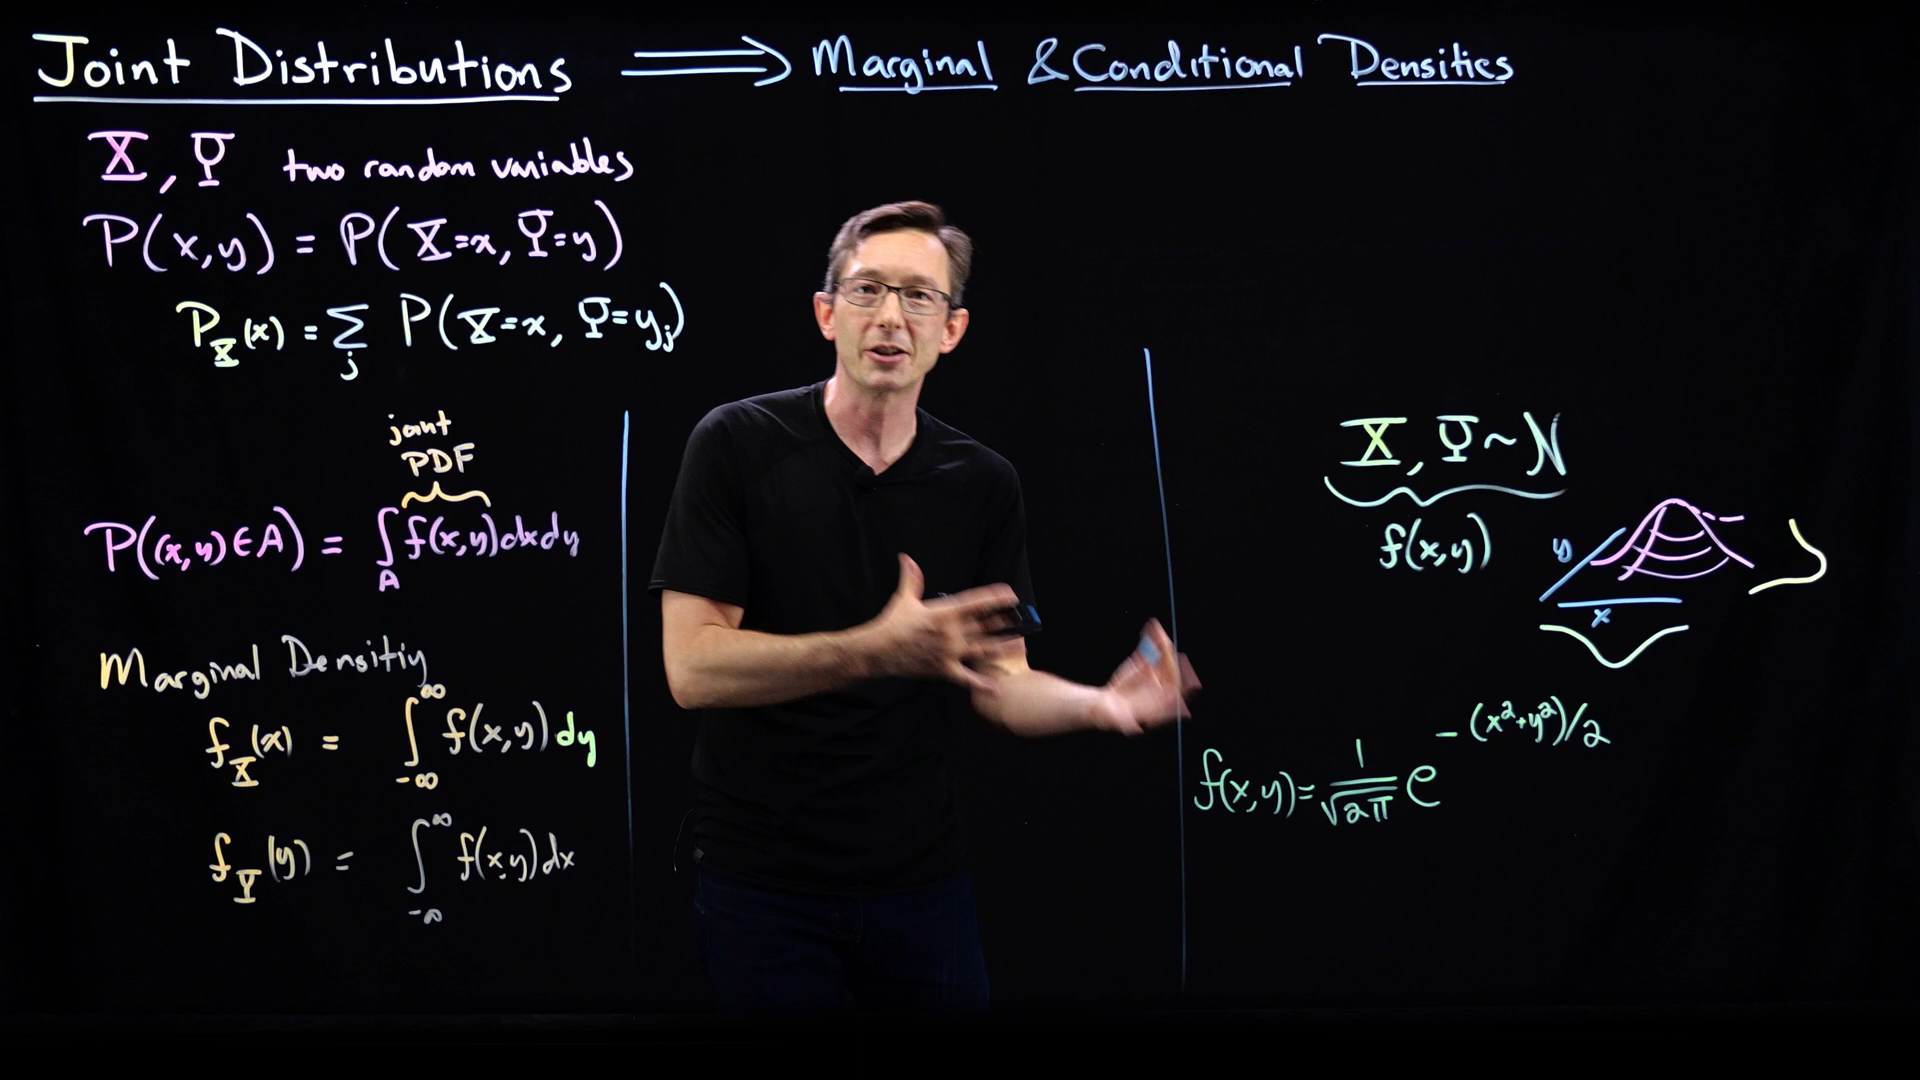 Joint Distributions ⟹ Marginal & Conditional Densities
X, Y two random variables
P(x,y) = P(X=x, Y=y)
P_X(x) = Σ_j P(X=x, Y=y_j)
joint
PDF
P((x,y)∈A) = ∫_A f(x,y)dxdy
Marginal Densitiy
f_X(x) = ∫_{-∞}^{∞} f(x,y) dy
f_Y(y) = ∫_{-∞}^{∞} f(x,y)dx
X, Y ~ N
f(x,y)
y
x
f(x,y) = 1/√2π e^{-(x²+y²)/2}